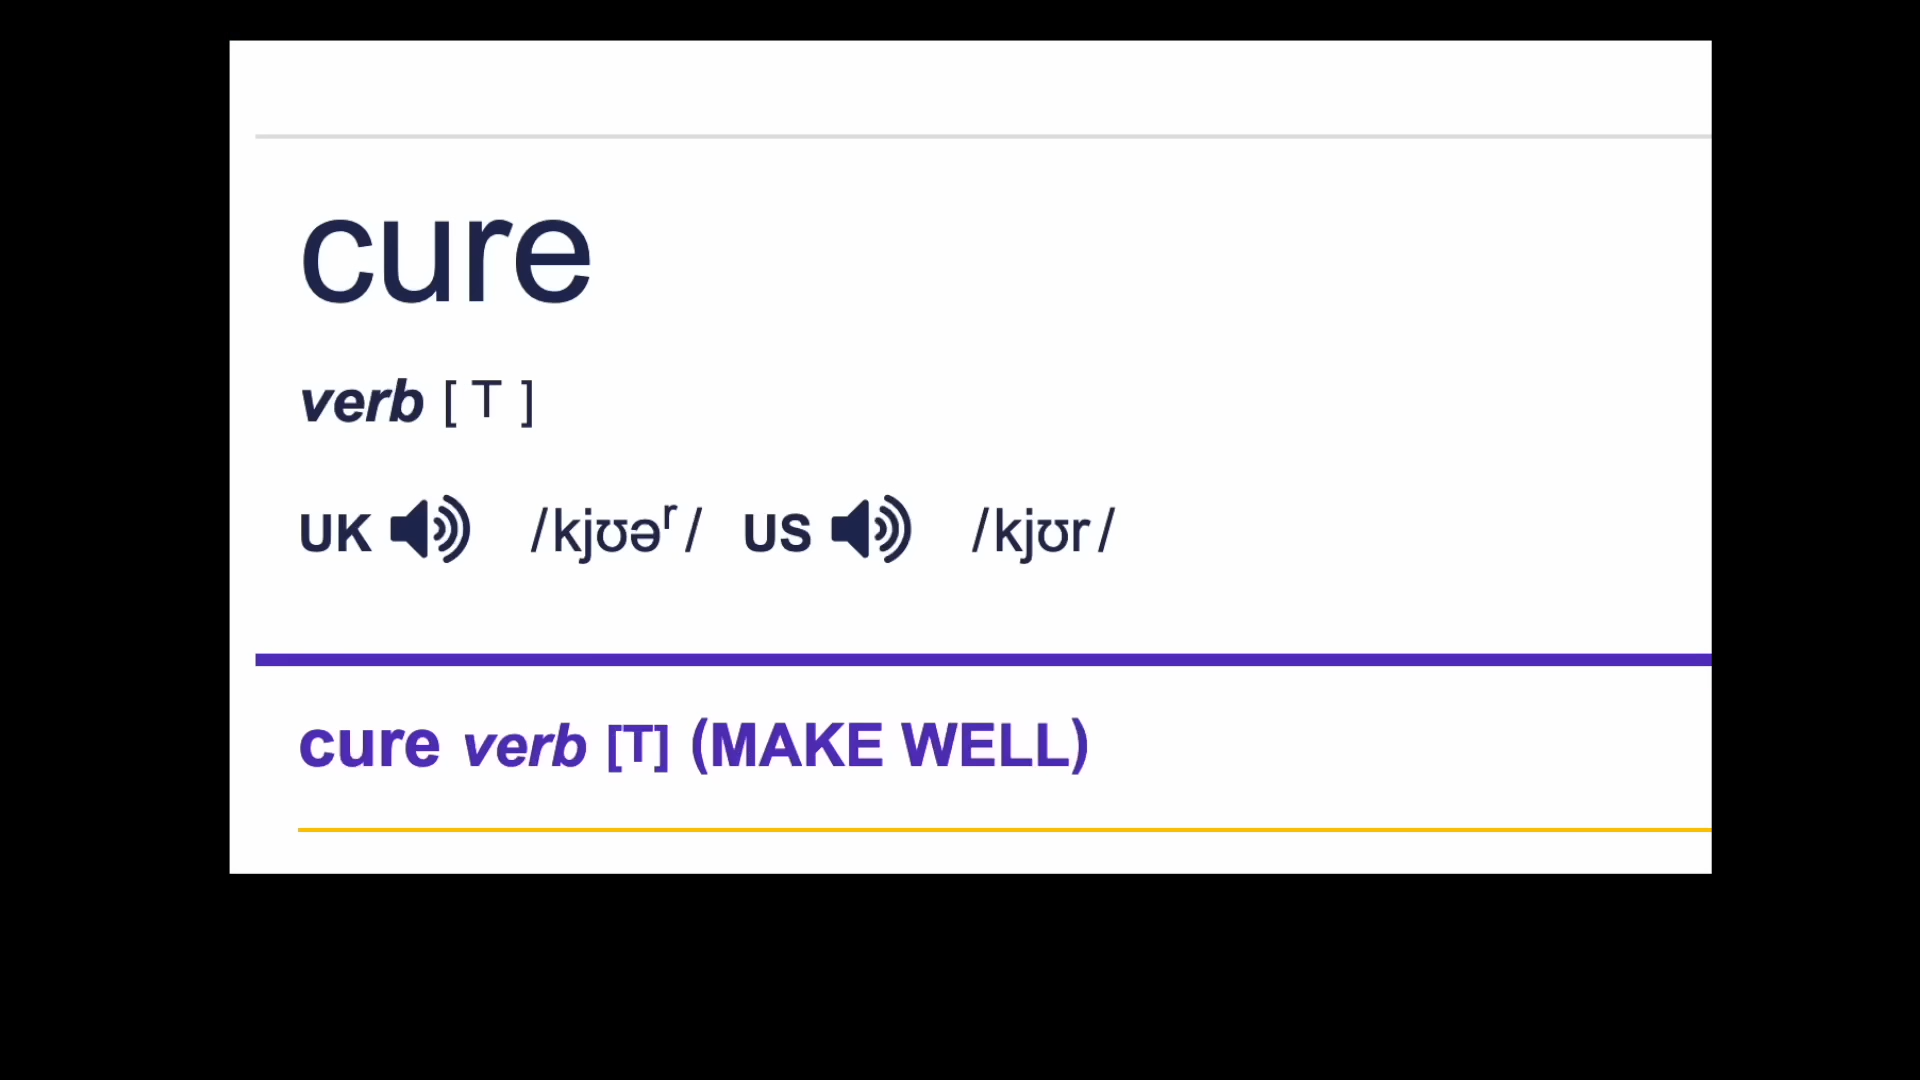 cure
verb [ T ]
UK /kjʊəʳ/ US /kjʊr/
cure verb [T] (MAKE WELL)